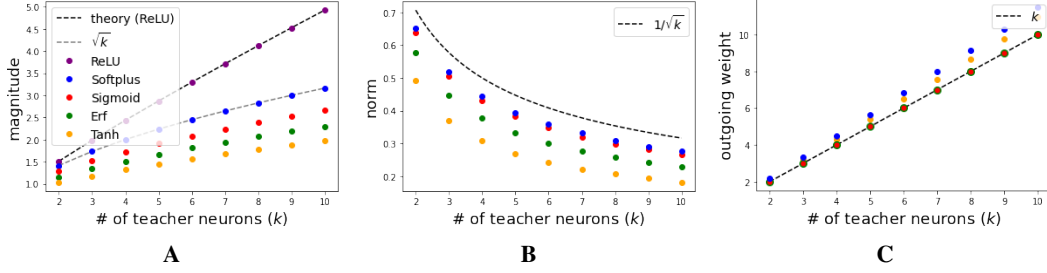 5.0
4.5
4.0
3.5
3.0
2.5
2.0
1.5
1.0
magnitude
theory (ReLU)
√k
ReLU
Softplus
Sigmoid
Erf
Tanh
2 3 4 5 6 7 8 9 10
# of teacher neurons (k)
A
0.7
0.6
0.5
0.4
0.3
0.2
norm
1/√k
2 3 4 5 6 7 8 9 10
# of teacher neurons (k)
B
10
8
6
4
2
outgoing weight
k
2 3 4 5 6 7 8 9 10
# of teacher neurons (k)
C